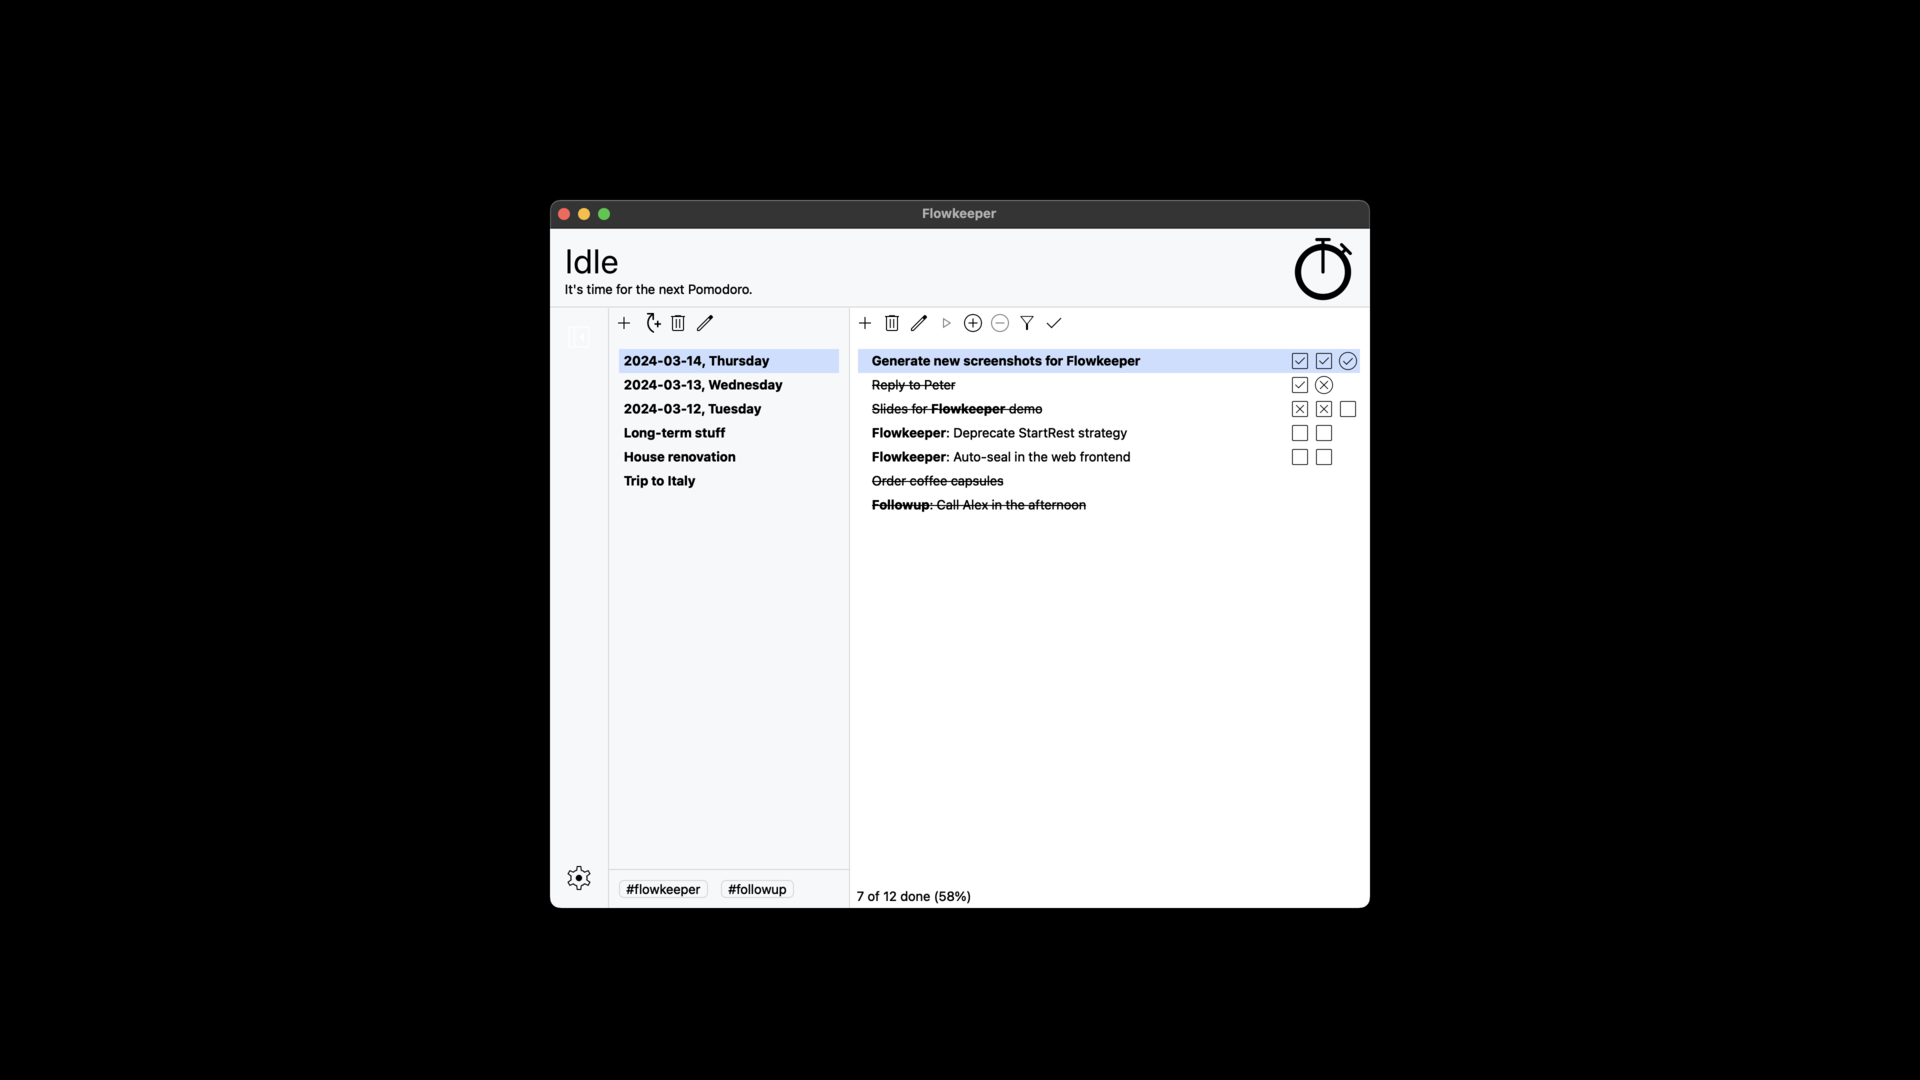 Flowkeeper
Idle
It's time for the next Pomodoro.
2024-03-14, Thursday
2024-03-13, Wednesday
2024-03-12, Tuesday
Long-term stuff
House renovation
Trip to Italy
#flowkeeper #followup
Generate new screenshots for Flowkeeper
Reply to Peter
Slides for Flowkeeper demo
Flowkeeper: Deprecate StartRest strategy
Flowkeeper: Auto-seal in the web frontend
Order coffee capsules
Followup: Call Alex in the afternoon
7 of 12 done (58%)